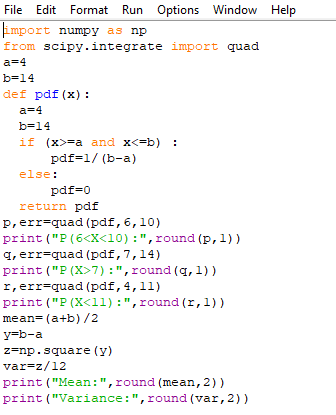 File Edit Format Run Options Window Help
import numpy as np
from scipy.integrate import quad
a=4
b=14
def pdf(x):
  a=4
  b=14
  if (x>=a and x<=b) :
      pdf=1/(b-a)
  else:
      pdf=0
  return pdf
p,err=quad(pdf,6,10)
print("P(6<X<10):",round(p,1))
q,err=quad(pdf,7,14)
print("P(X>7):",round(q,1))
r,err=quad(pdf,4,11)
print("P(X<11):",round(r,1))
mean=(a+b)/2
y=b-a
z=np.square(y)
var=z/12
print("Mean:",round(mean,2))
print("Variance:",round(var,2))